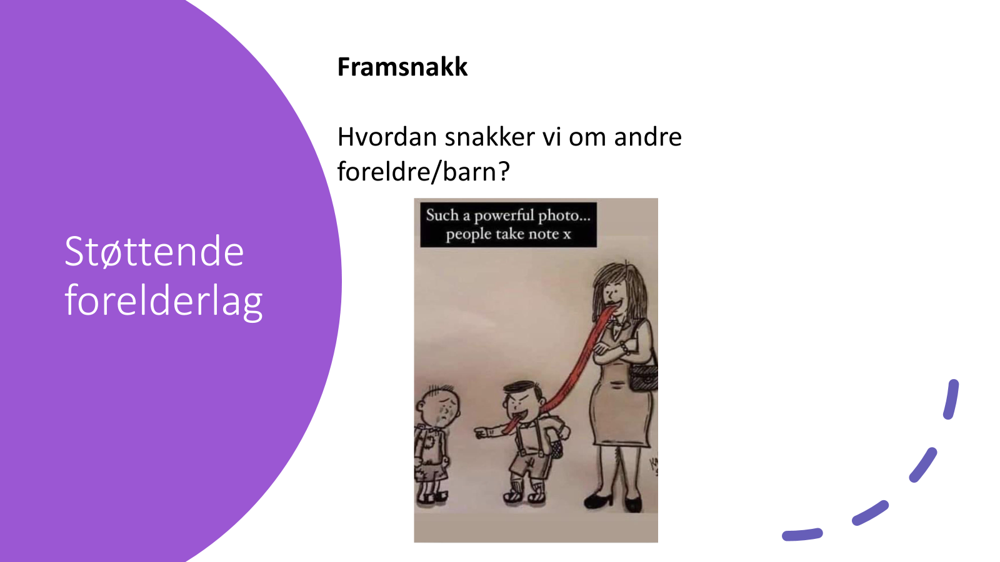 Støttende
forelderlag
Framsnakk
Hvordan snakker vi om andre
foreldre/barn?
Such a powerful photo...
people take note x